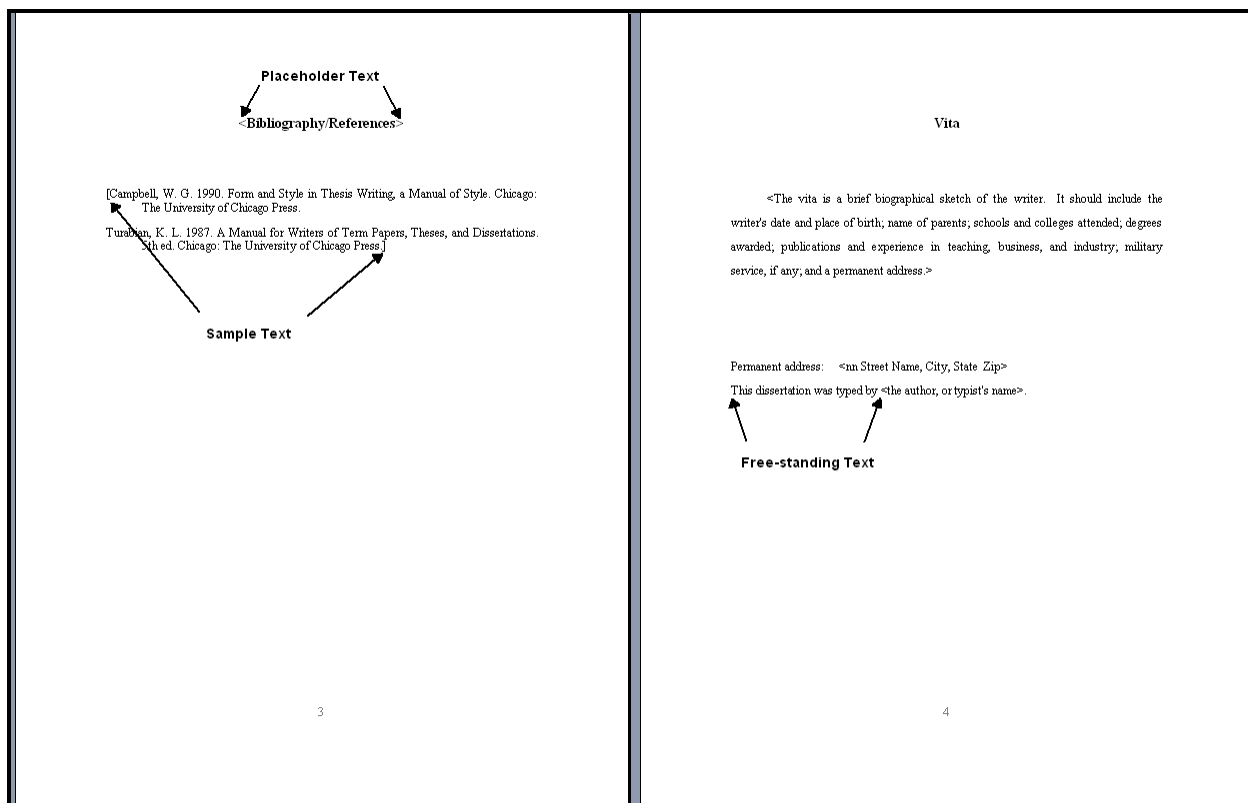 Placeholder Text
<Bibliography/References>
[Campbell, W. G. 1990. Form and Style in Thesis Writing, a Manual of Style. Chicago:
The University of Chicago Press.
Turabian, K. L. 1987. A Manual for Writers of Term Papers, Theses, and Dissertations.
5th ed. Chicago: The University of Chicago Press.]
Sample Text
3
Vita
<The vita is a brief biographical sketch of the writer. It should include the
writer's date and place of birth; name of parents; schools and colleges attended; degrees
awarded; publications and experience in teaching, business, and industry; military
service, if any; and a permanent address.>
Permanent address: <nn Street Name, City, State Zip>
This dissertation was typed by <the author, or typist's name>.
Free-standing Text
4